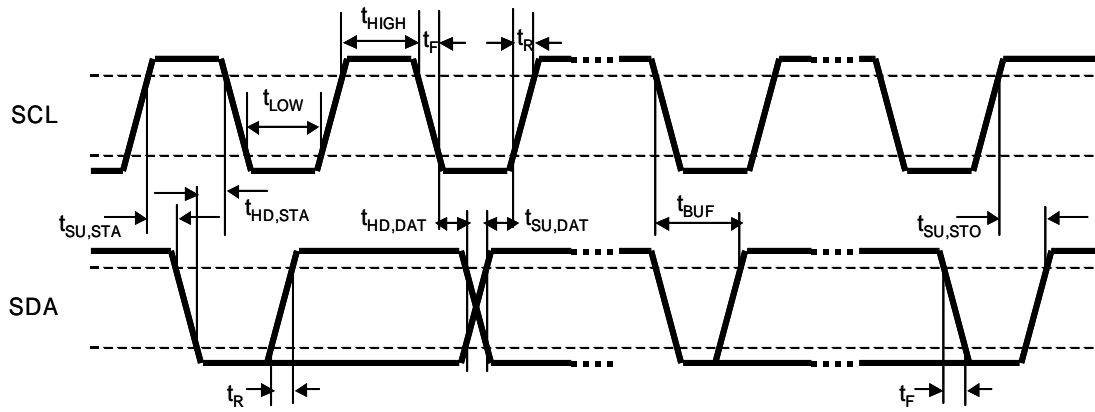 tHIGH
tF
tR
SCL
tLOW
tSU,STA
tHD,STA
tHD,DAT
tSU,DAT
tBUF
tSU,STO
SDA
tR
tF